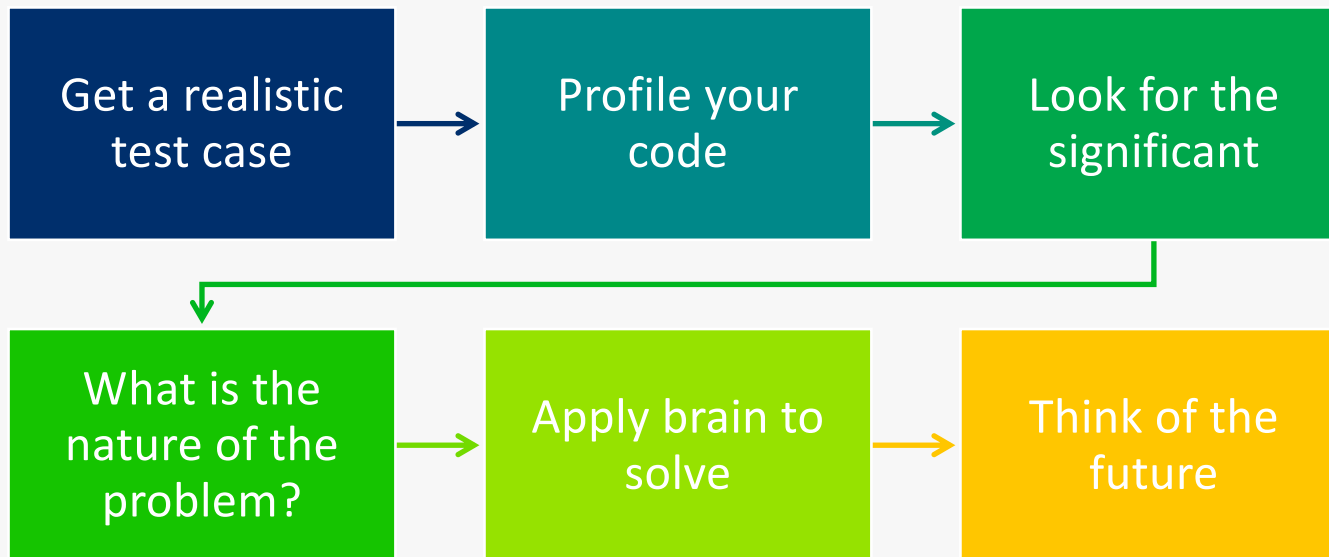 Get a realistic
test case
Profile your
code
Look for the
significant
What is the
nature of the
problem?
Apply brain to
solve
Think of the
future